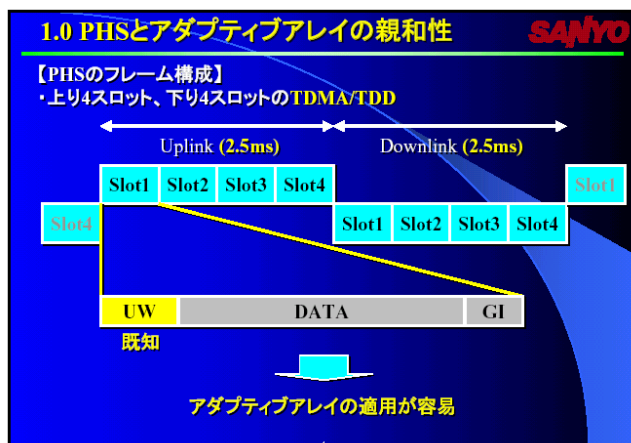 1.0 PHSとアダプティブアレイの親和性
SANYO
【PHSのフレーム構成】
・上り4スロット、下り4スロットのTDMA/TDD
Uplink (2.5ms)
Downlink (2.5ms)
Slot1 Slot2 Slot3 Slot4 Slot1
Slot4 Slot1 Slot2 Slot3 Slot4
UW DATA GI
既知
アダプティブアレイの適用が容易